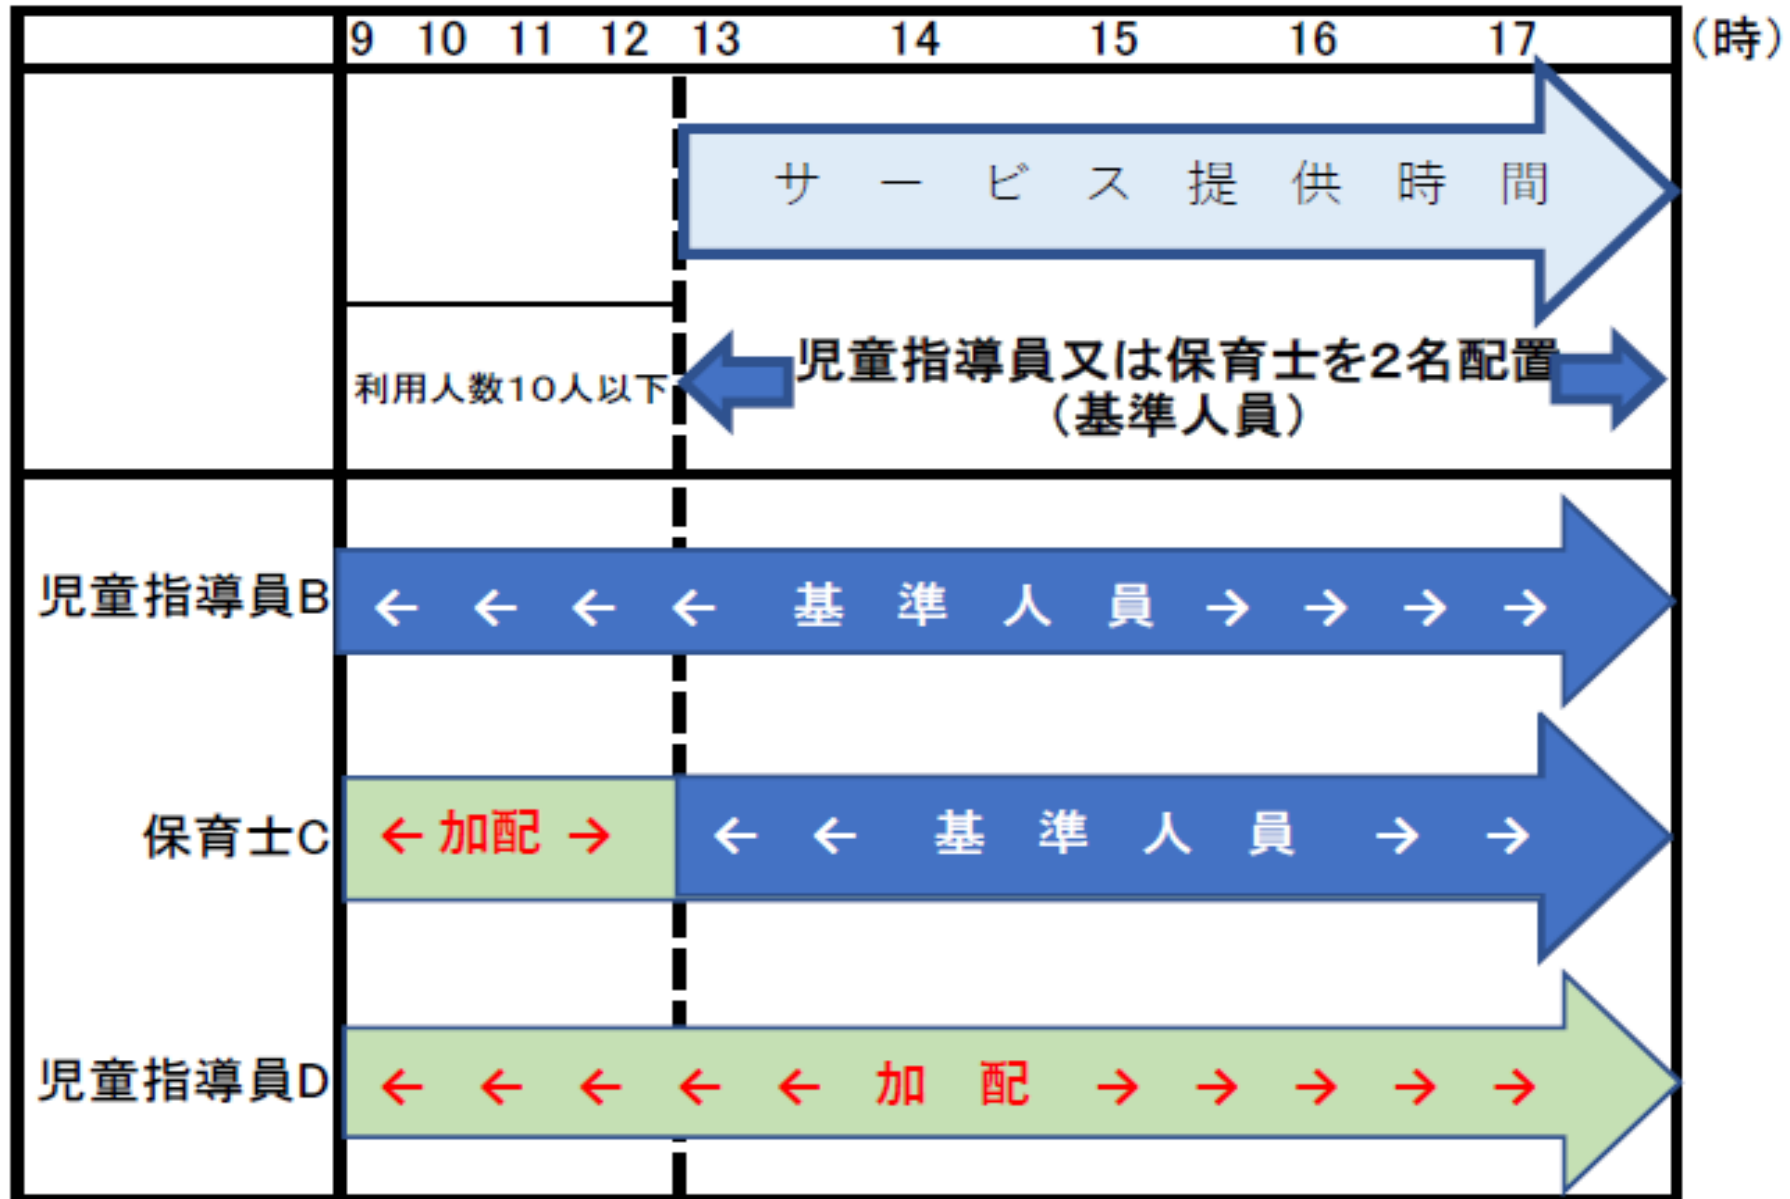 9 10 11 12 13 14 15 16 17 （時）
サービス提供時間
利用人数10人以下
児童指導員又は保育士を2名配置
（基準人員）
児童指導員B ← ← ← ← 基準人員 → → → →
保育士C ← 加配 → ← ← 基準人員 → →
児童指導員D ← ← ← ← ← 加配 → → → → →